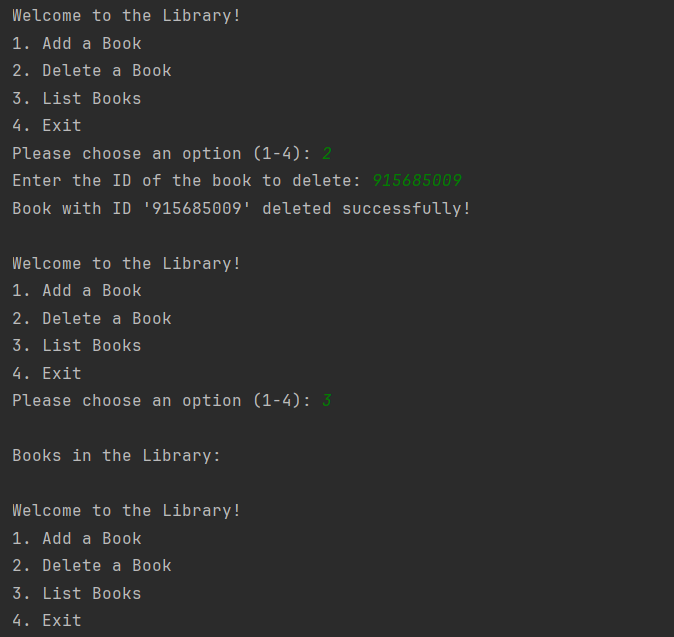 Welcome to the Library!
1. Add a Book
2. Delete a Book
3. List Books
4. Exit
Please choose an option (1-4): 2
Enter the ID of the book to delete: 915685009
Book with ID '915685009' deleted successfully!
Welcome to the Library!
1. Add a Book
2. Delete a Book
3. List Books
4. Exit
Please choose an option (1-4): 3
Books in the Library:
Welcome to the Library!
1. Add a Book
2. Delete a Book
3. List Books
4. Exit